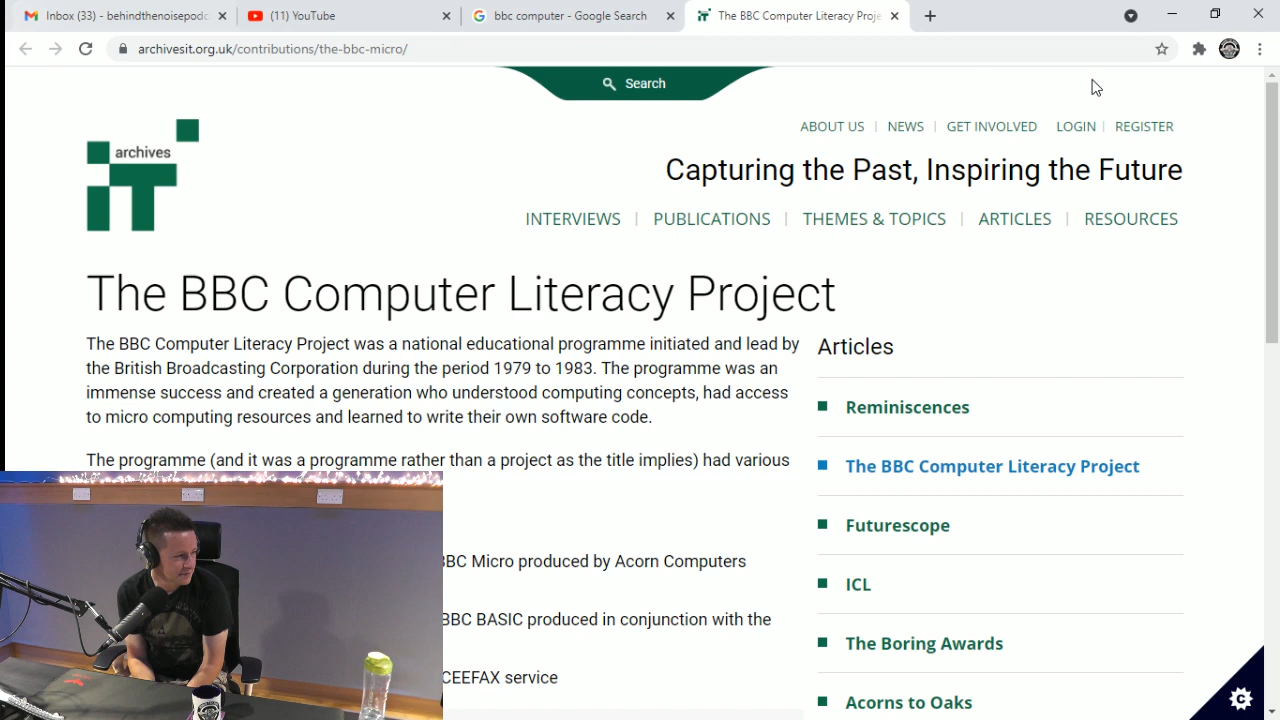 Inbox (33) - behindthenoisepodc
(11) YouTube
bbc computer - Google Search
The BBC Computer Literacy Proje
archivesit.org.uk/contributions/the-bbc-micro/
Search
archives
iT
ABOUT US | NEWS | GET INVOLVED LOGIN | REGISTER
Capturing the Past, Inspiring the Future
INTERVIEWS | PUBLICATIONS | THEMES & TOPICS | ARTICLES | RESOURCES
The BBC Computer Literacy Project
The BBC Computer Literacy Project was a national educational programme initiated and lead by
the British Broadcasting Corporation during the period 1979 to 1983. The programme was an
immense success and created a generation who understood computing concepts, had access
to micro computing resources and learned to write their own software code.
The programme (and it was a programme rather than a project as the title implies) had various
BBC Micro produced by Acorn Computers
BBC BASIC produced in conjunction with the
CEEFAX service
Articles
Reminiscences
The BBC Computer Literacy Project
Futurescope
ICL
The Boring Awards
Acorns to Oaks